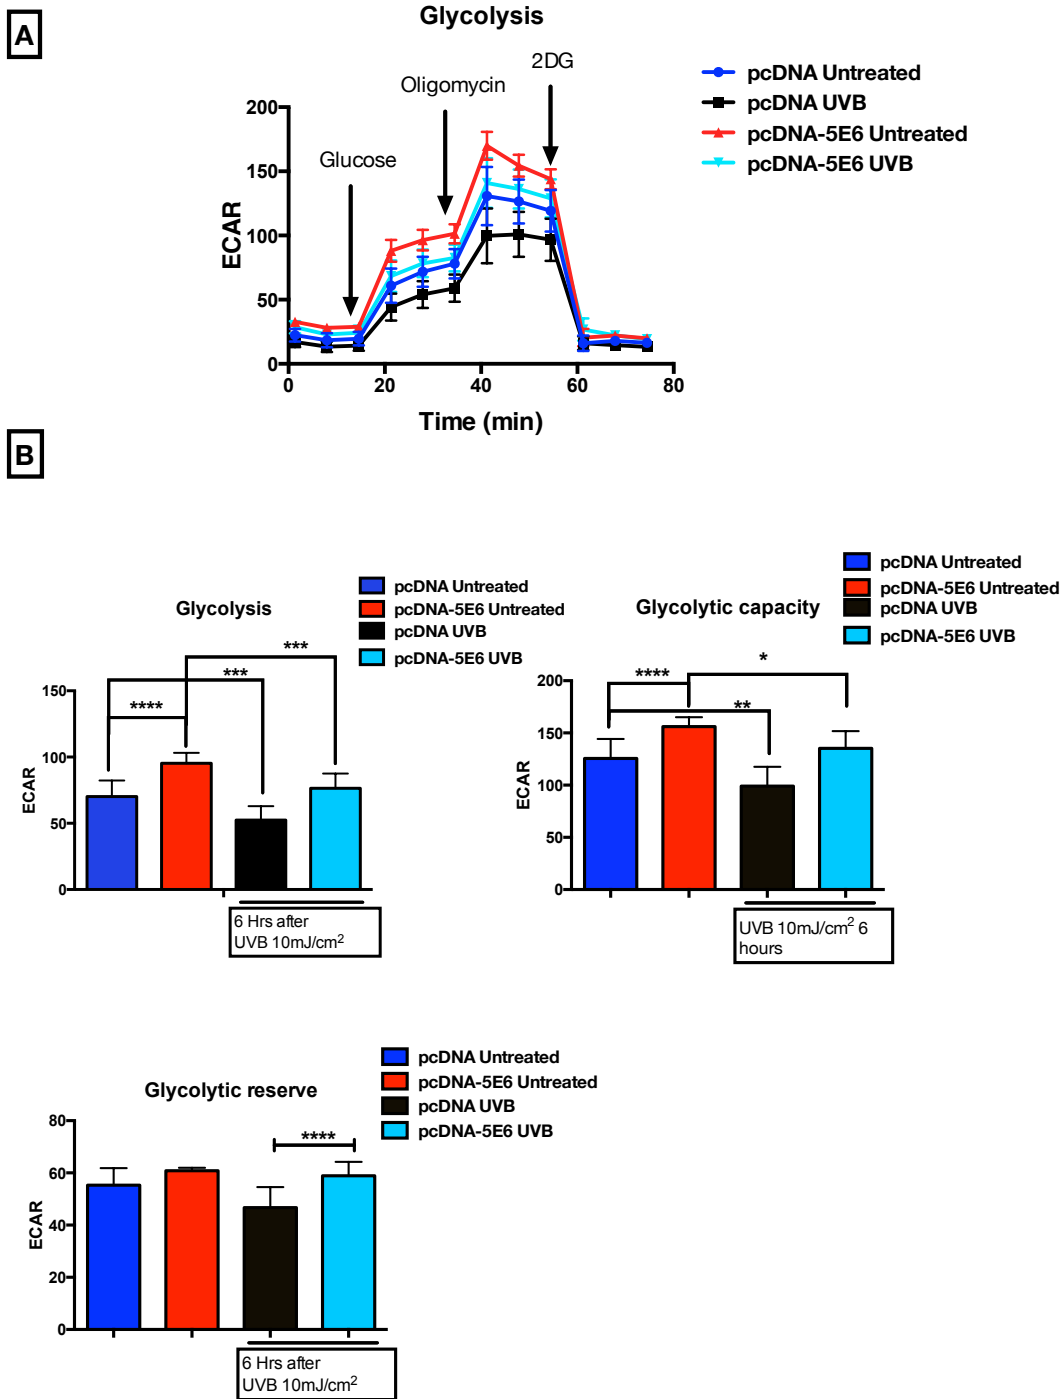 A
Glycolysis
2DG
Oligomycin
Glucose
pcDNA Untreated
pcDNA UVB
pcDNA-5E6 Untreated
pcDNA-5E6 UVB
200
150
100
50
0
ECAR
0 20 40 60 80
Time (min)
B
pcDNA Untreated
pcDNA-5E6 Untreated
pcDNA UVB
pcDNA-5E6 UVB
Glycolysis
***
***
****
150
100
50
0
ECAR
6 Hrs after
UVB 10mJ/cm²
pcDNA Untreated
pcDNA-5E6 Untreated
pcDNA UVB
pcDNA-5E6 UVB
Glycolytic capacity
****
*
**
200
150
100
50
0
ECAR
UVB 10mJ/cm² 6
hours
pcDNA Untreated
pcDNA-5E6 Untreated
pcDNA UVB
pcDNA-5E6 UVB
Glycolytic reserve
****
80
60
40
20
0
ECAR
6 Hrs after
UVB 10mJ/cm²